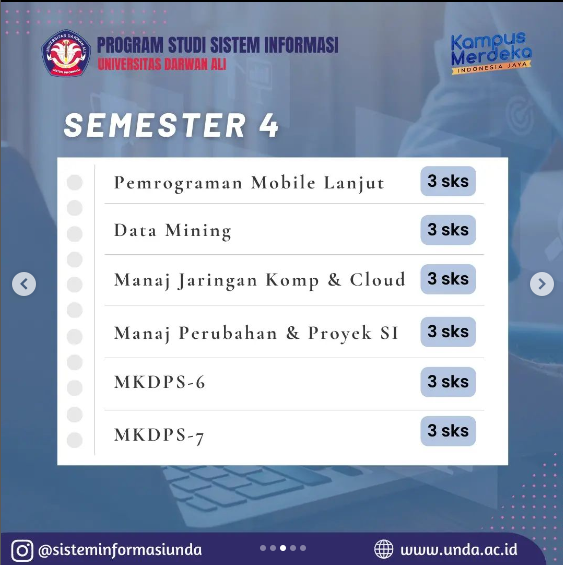 PROGRAM STUDI SISTEM INFORMASI
UNIVERSITAS DARWAN ALI
Kampus
Merdeka
INDONESIA JAYA
SEMESTER 4
Pemrograman Mobile Lanjut 3 sks
Data Mining 3 sks
Manaj Jaringan Komp & Cloud 3 sks
Manaj Perubahan & Proyek SI 3 sks
MKDPS-6 3 sks
MKDPS-7 3 sks
@sisteminformasiunda www.unda.ac.id